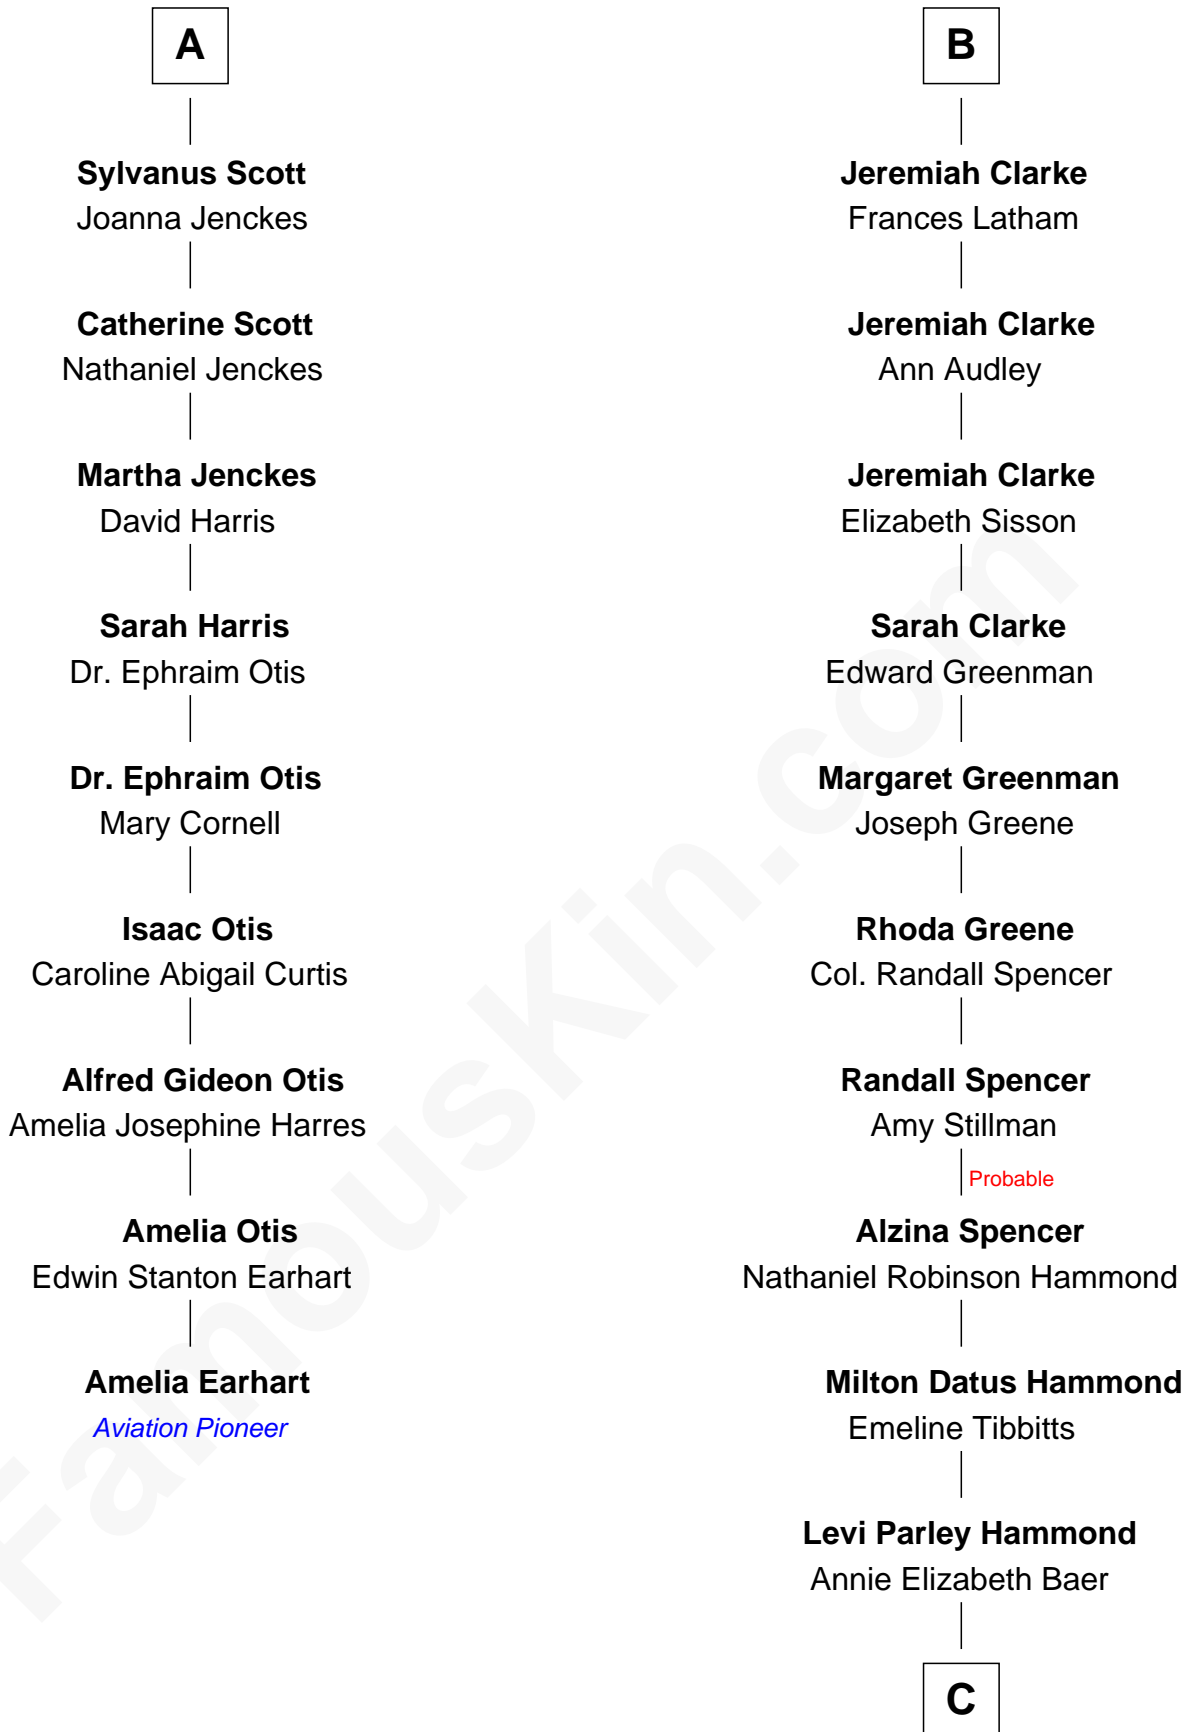 A
Sylvanus Scott
Joanna Jenckes
Catherine Scott
Nathaniel Jenckes
Martha Jenckes
David Harris
Sarah Harris
Dr. Ephraim Otis
Dr. Ephraim Otis
Mary Cornell
Isaac Otis
Caroline Abigail Curtis
Alfred Gideon Otis
Amelia Josephine Harres
Amelia Otis
Edwin Stanton Earhart
Amelia Earhart
Aviation Pioneer
B
Jeremiah Clarke
Frances Latham
Jeremiah Clarke
Ann Audley
Jeremiah Clarke
Elizabeth Sisson
Sarah Clarke
Edward Greenman
Margaret Greenman
Joseph Greene
Rhoda Greene
Col. Randall Spencer
Randall Spencer
Amy Stillman
Probable
Alzina Spencer
Nathaniel Robinson Hammond
Milton Datus Hammond
Emeline Tibbitts
Levi Parley Hammond
Annie Elizabeth Baer
C
FamousKin.com